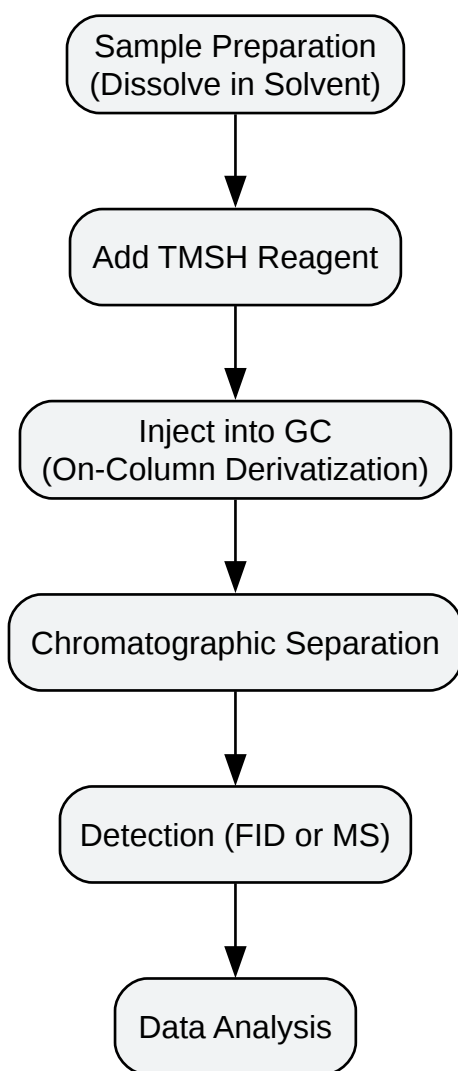 Sample Preparation
(Dissolve in Solvent)
Add TMSH Reagent
Inject into GC
(On-Column Derivatization)
Chromatographic Separation
Detection (FID or MS)
Data Analysis